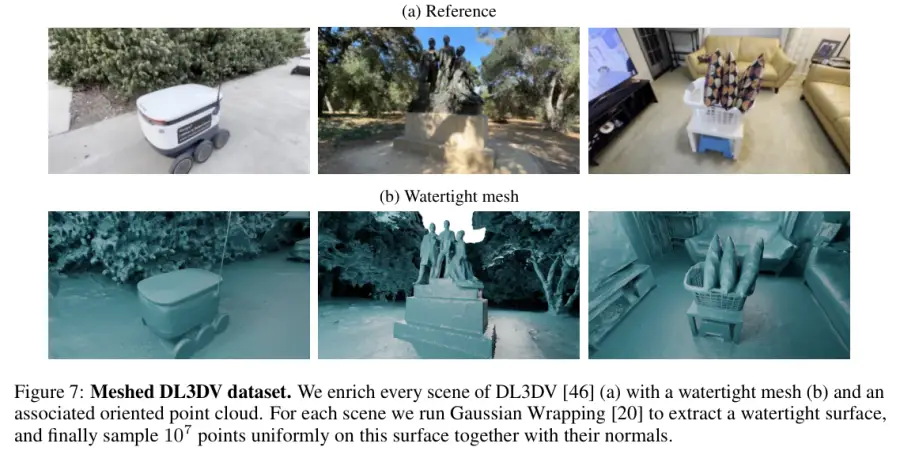 (a) Reference
(b) Watertight mesh
Figure 7: Meshed DL3DV dataset. We enrich every scene of DL3DV [46] (a) with a watertight mesh (b) and an
associated oriented point cloud. For each scene we run Gaussian Wrapping [20] to extract a watertight surface,
and finally sample 10⁷ points uniformly on this surface together with their normals.